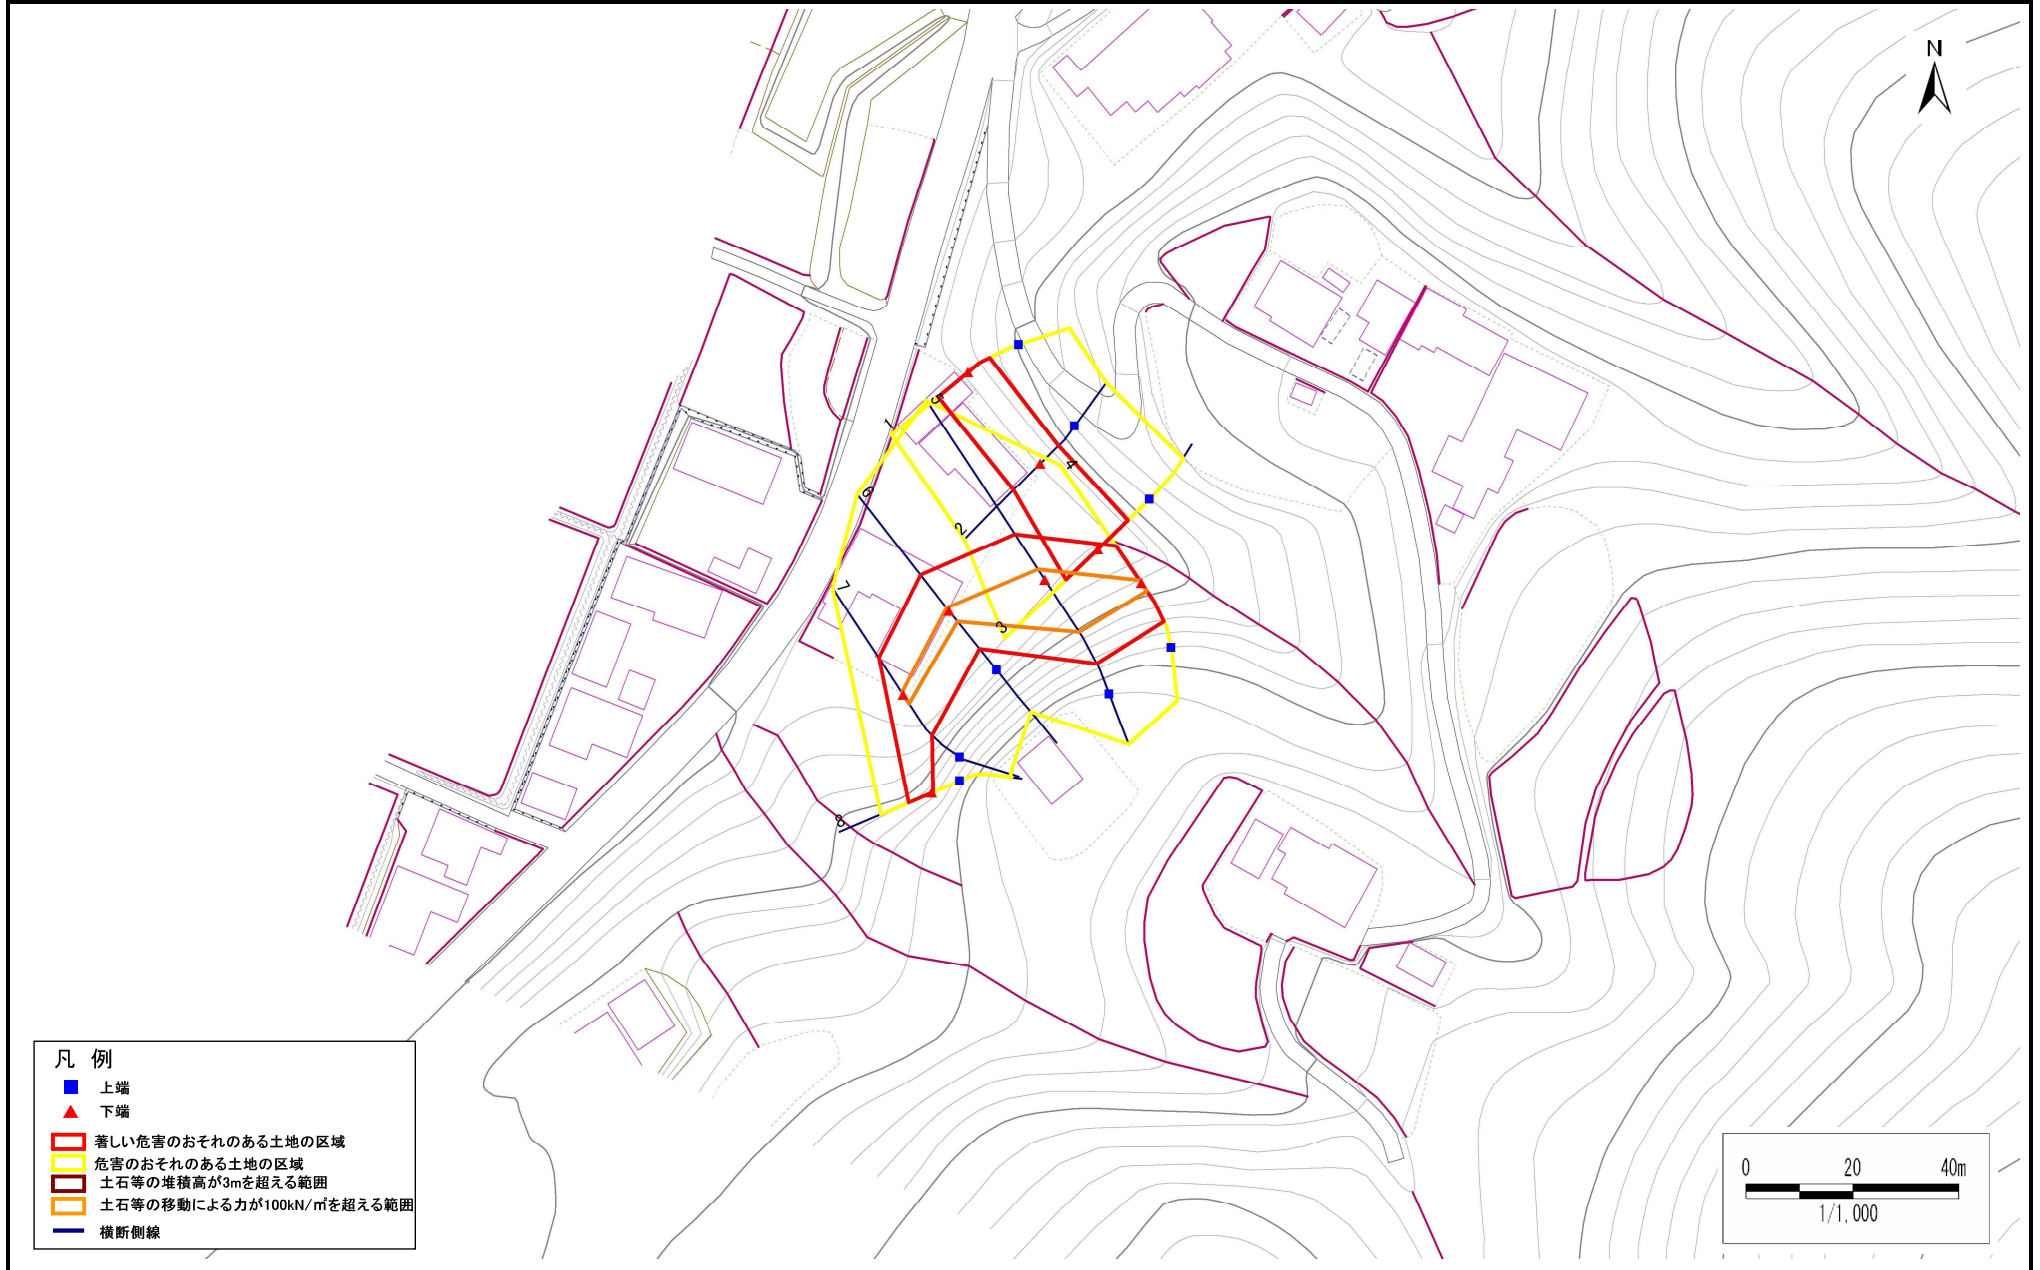 N
5
1
4
6
2
7
3
8
凡 例
上端
下端
著しい危害のおそれのある土地の区域
危害のおそれのある土地の区域
土石等の堆積高が3mを超える範囲
土石等の移動による力が100kN/㎡を超える範囲
横断側線
0 20 40m
1/1,000